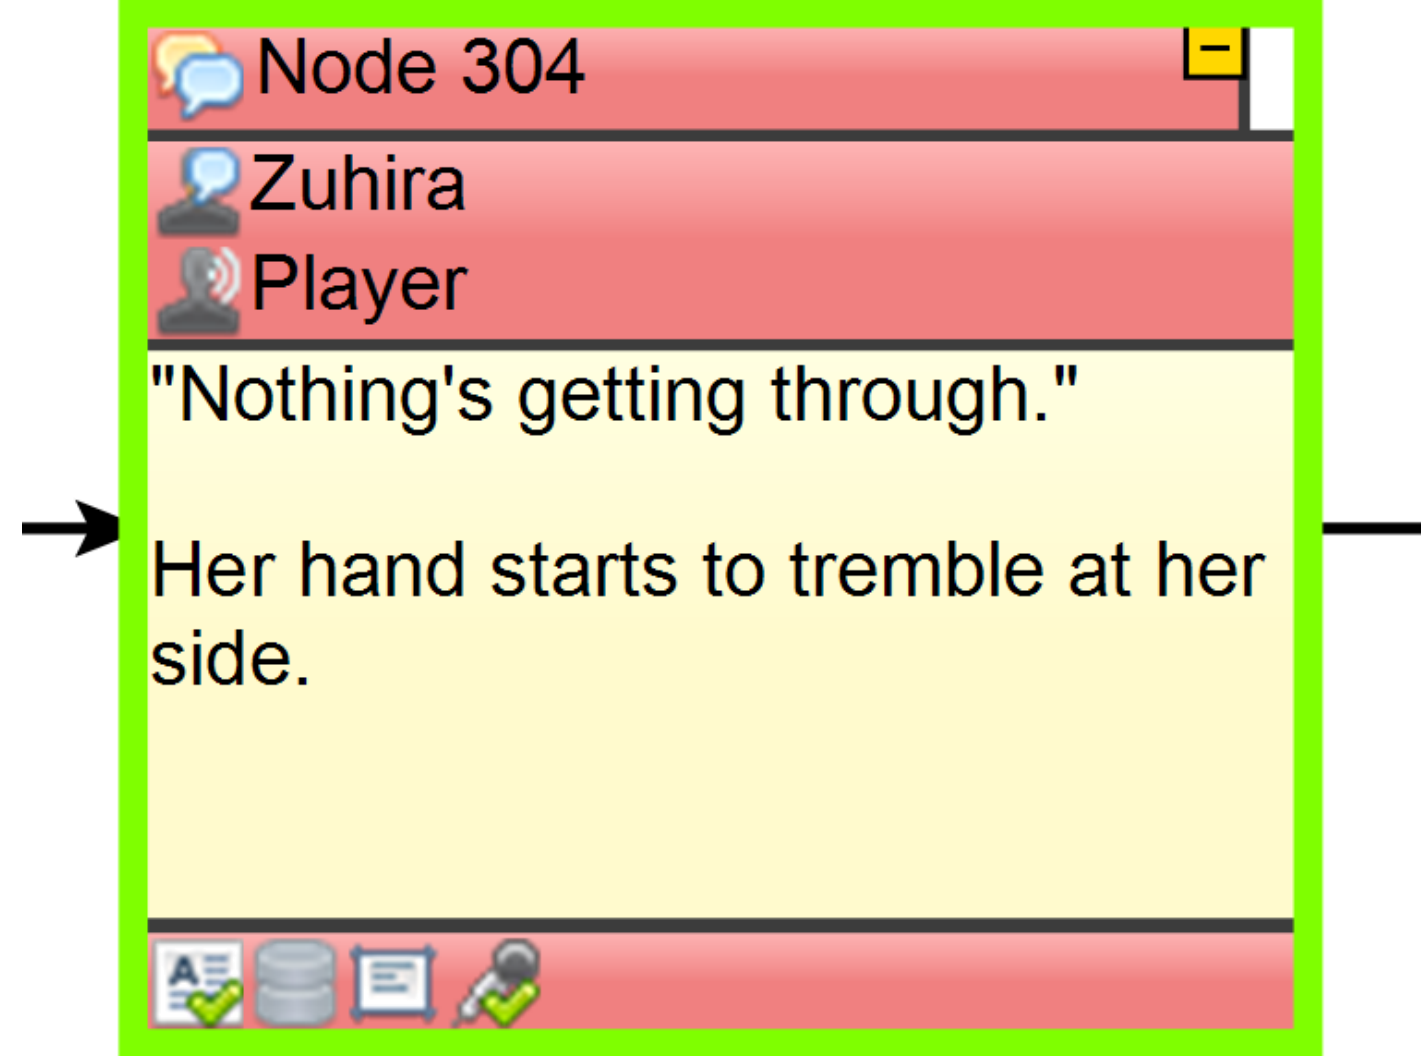 Node 304
Zuhira
Player
"Nothing's getting through."
Her hand starts to tremble at her
side.
A